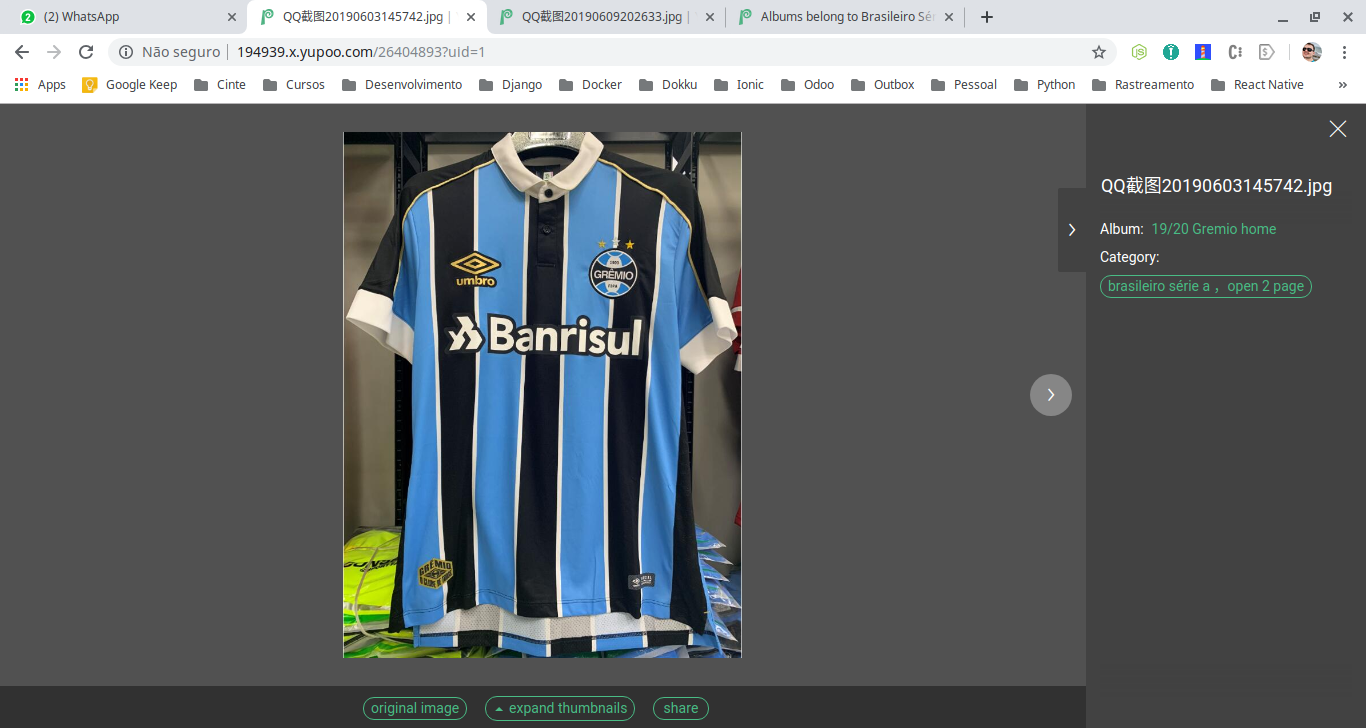 2 (2) WhatsApp
QQ截图20190603145742.jpg |
QQ截图20190609202633.jpg |
Albums belong to Brasileiro Sér
Não seguro | 194939.x.yupoo.com/26404893?uid=1
Apps Google Keep Cinte Cursos Desenvolvimento Django Docker Dokku Ionic Odoo Outbox Pessoal Python Rastreamento React Native »
QQ截图20190603145742.jpg
Album: 19/20 Gremio home
Category:
brasileiro série a ，open 2 page
umbro
1903
GRÊMIO
FBPA
Banrisul
GRÊMIO
original image
expand thumbnails
share